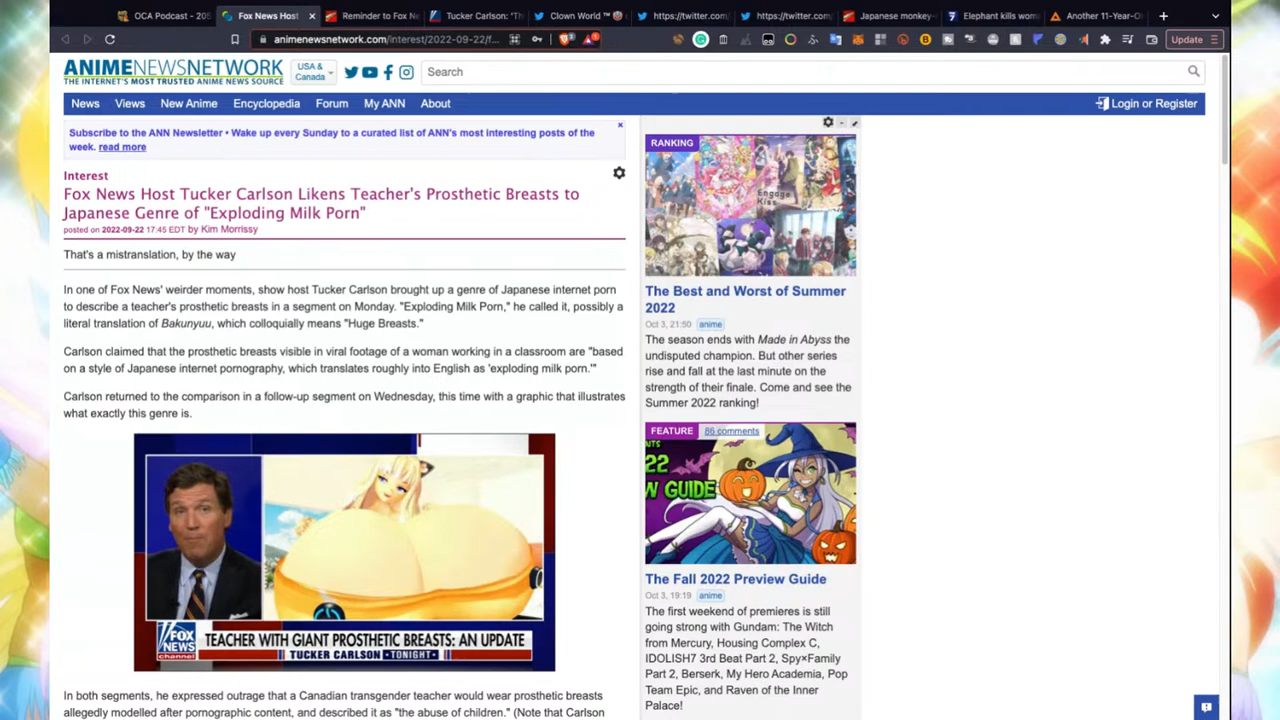 OCA Podcast - 205
Fox News Host
Reminder to Fox Ne
Tucker Carlson: "Th
Clown World
https://twitter.com/
https://twitter.com/
Japanese monkey-
Elephant kills woma
Another 11-Year-O
animenewsnetwork.com/interest/2022-09-22/f...
Update
ANIMENEWSNETWORK
THE INTERNET'S MOST TRUSTED ANIME NEWS SOURCE
USA & Canada
Search
News
Views
New Anime
Encyclopedia
Forum
My ANN
About
Login or Register
Subscribe to the ANN Newsletter • Wake up every Sunday to a curated list of ANN's most interesting posts of the
week. read more
Interest
Fox News Host Tucker Carlson Likens Teacher's Prosthetic Breasts to
Japanese Genre of "Exploding Milk Porn"
posted on 2022-09-22 17:45 EDT by Kim Morrissy
That's a mistranslation, by the way
In one of Fox News' weirder moments, show host Tucker Carlson brought up a genre of Japanese internet porn
to describe a teacher's prosthetic breasts in a segment on Monday. "Exploding Milk Porn," he called it, possibly a
literal translation of Bakunyuu, which colloquially means "Huge Breasts."
Carlson claimed that the prosthetic breasts visible in viral footage of a woman working in a classroom are "based
on a style of Japanese internet pornography, which translates roughly into English as 'exploding milk porn.'"
Carlson returned to the comparison in a follow-up segment on Wednesday, this time with a graphic that illustrates
what exactly this genre is.
FOX
NEWS
channel
TEACHER WITH GIANT PROSTHETIC BREASTS: AN UPDATE
TUCKER CARLSON • TONIGHT •
In both segments, he expressed outrage that a Canadian transgender teacher would wear prosthetic breasts
allegedly modelled after pornographic content, and described it as "the abuse of children." (Note that Carlson
RANKING
Engage
Kiss
The Best and Worst of Summer
2022
Oct 3, 21:50 anime
The season ends with Made in Abyss the
undisputed champion. But other series
rise and fall at the last minute on the
strength of their finale. Come and see the
Summer 2022 ranking!
FEATURE 86 comments
NTS
22
W GUIDE
The Fall 2022 Preview Guide
Oct 3, 19:19 anime
The first weekend of premieres is still
going strong with Gundam: The Witch
from Mercury, Housing Complex C,
IDOLISH7 3rd Beat Part 2, Spy×Family
Part 2, Berserk, My Hero Academia, Pop
Team Epic, and Raven of the Inner
Palace!